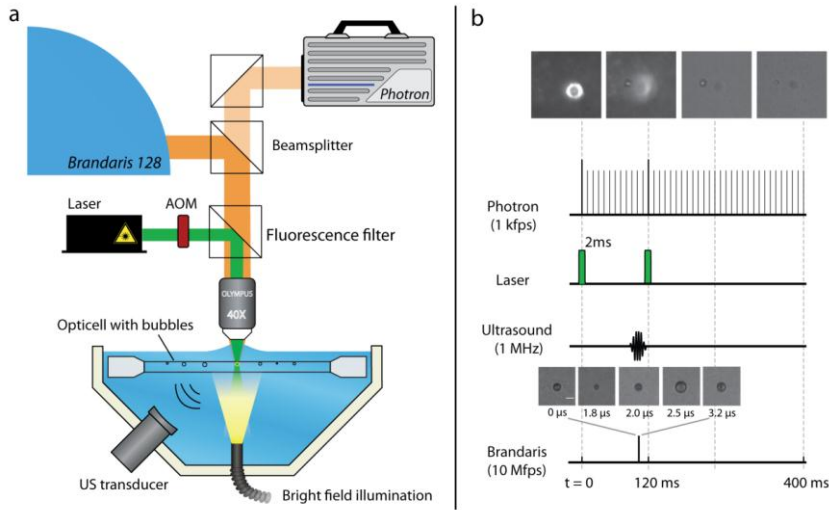 a
Photron
Brandaris 128
Beamsplitter
Laser
AOM
Fluorescence filter
OLYMPUS
40X
Opticell with bubbles
US transducer
Bright field illumination
b
Photron
(1 kfps)
2ms
Laser
Ultrasound
(1 MHz)
0 µs
1.8 µs
2.0 µs
2.5 µs
3.2 µs
Brandaris
(10 Mfps)
t = 0
120 ms
400 ms